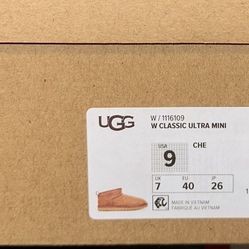 UGG
W / 1116109
W CLASSIC ULTRA MINI
USA
9
CHE
UK EU JP
7 40 26
MADE IN VIETNAM
FABRIQUÉ AU VIETNAM